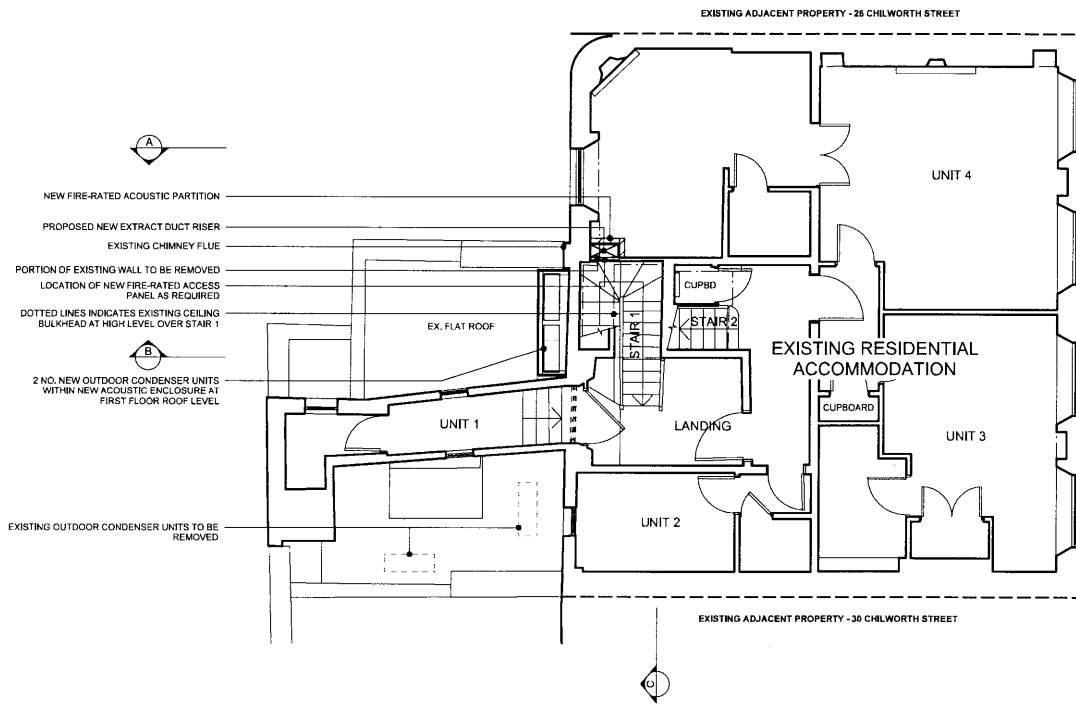 EXISTING ADJACENT PROPERTY - 26 CHILWORTH STREET
A
NEW FIRE-RATED ACOUSTIC PARTITION
PROPOSED NEW EXTRACT DUCT RISER
EXISTING CHIMNEY FLUE
PORTION OF EXISTING WALL TO BE REMOVED
LOCATION OF NEW FIRE-RATED ACCESS
PANEL AS REQUIRED
DOTTED LINES INDICATES EXISTING CEILING
BULKHEAD AT HIGH LEVEL OVER STAIR 1
B
2 NO. NEW OUTDOOR CONDENSER UNITS
WITHIN NEW ACOUSTIC ENCLOSURE AT
FIRST FLOOR ROOF LEVEL
EXISTING OUTDOOR CONDENSER UNITS TO BE
REMOVED
EX. FLAT ROOF
UNIT 4
CUPBD
STAIR 1
STAIR 2
EXISTING RESIDENTIAL
ACCOMMODATION
CUPBOARD
UNIT 1
LANDING
UNIT 3
UNIT 2
EXISTING ADJACENT PROPERTY - 30 CHILWORTH STREET
C